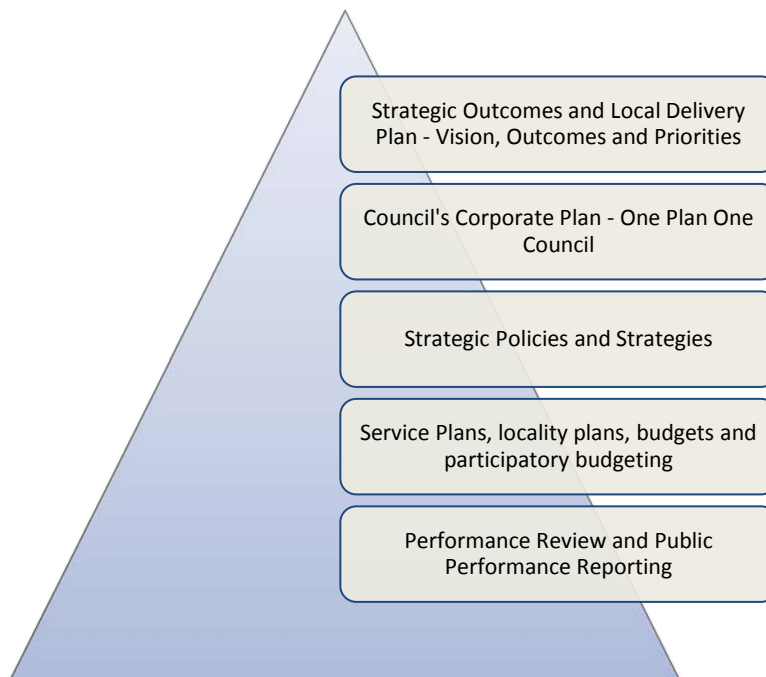 Strategic Outcomes and Local Delivery
Plan - Vision, Outcomes and Priorities
Council's Corporate Plan - One Plan One
Council
Strategic Policies and Strategies
Service Plans, locality plans, budgets and
participatory budgeting
Performance Review and Public
Performance Reporting